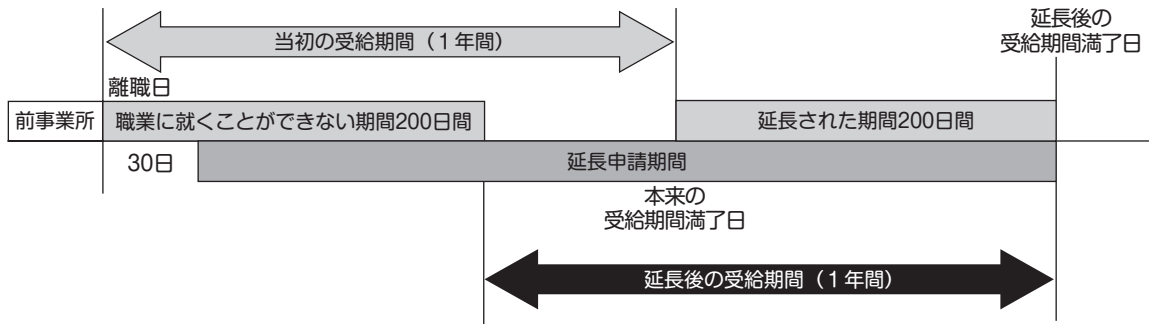 延長後の
受給期間満了日
当初の受給期間（1年間）
離職日
前事業所
職業に就くことができない期間200日間
延長された期間200日間
30日
延長申請期間
本来の
受給期間満了日
延長後の受給期間（1年間）